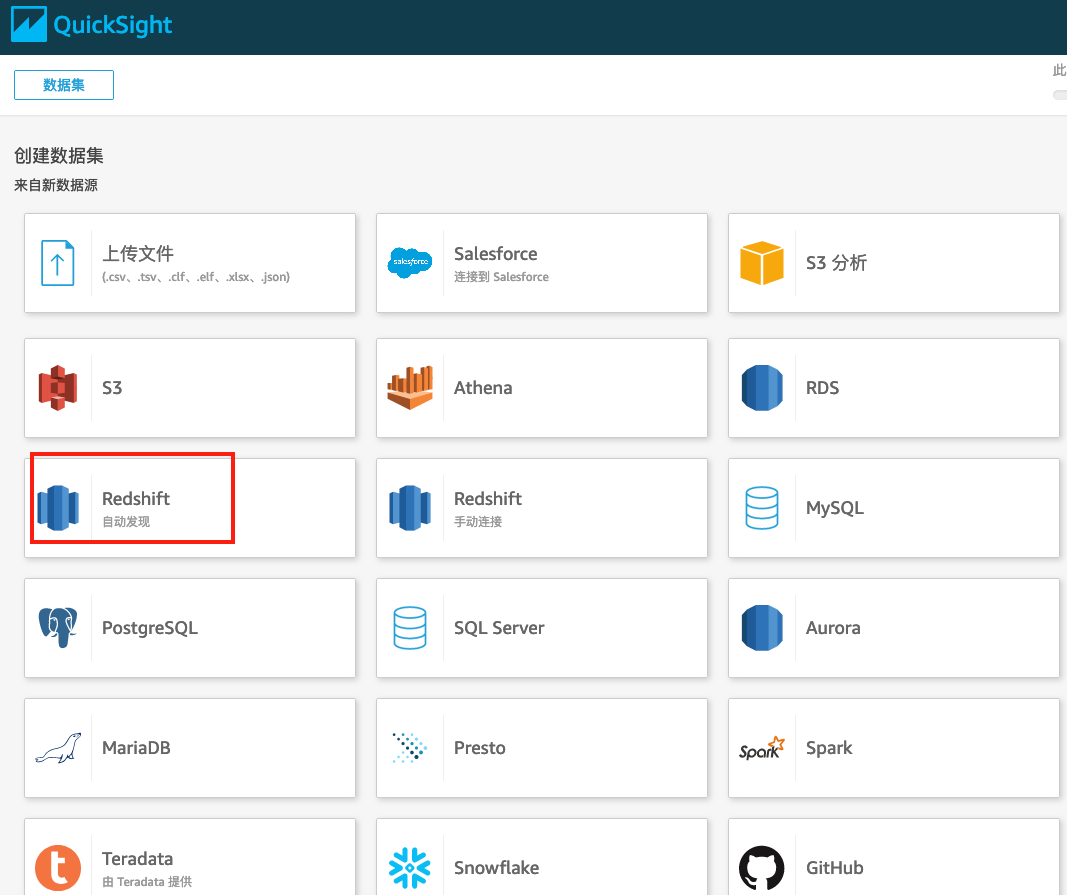 QuickSight
数据集
此
创建数据集
来自新数据源
上传文件
(.csv、.tsv、.clf、.elf、.xlsx、.json)
salesforce
Salesforce
连接到 Salesforce
S3 分析
S3
Athena
RDS
Redshift
自动发现
Redshift
手动连接
MySQL
PostgreSQL
SQL Server
Aurora
MariaDB
Presto
Spark
Spark
t
Teradata
由 Teradata 提供
Snowflake
GitHub